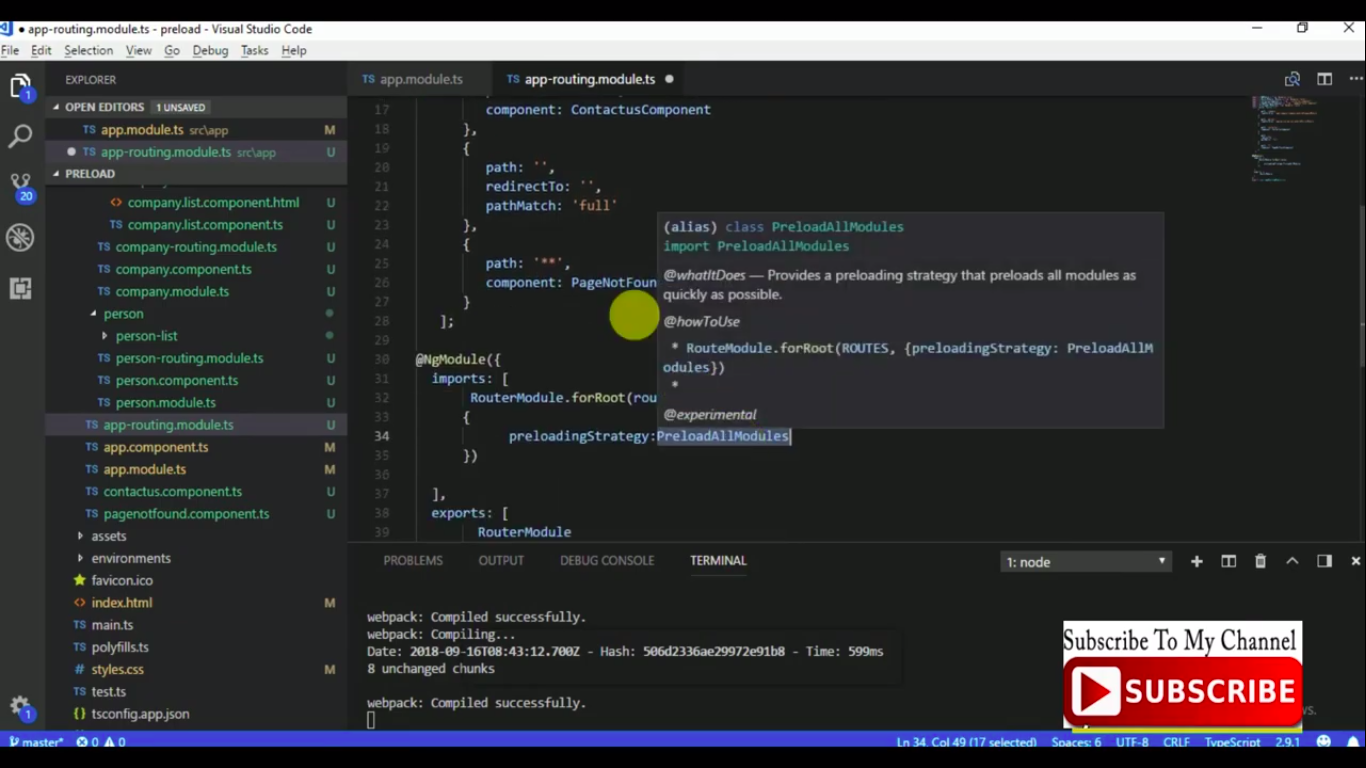 app-routing.module.ts - preload - Visual Studio Code
File Edit Selection View Go Debug Tasks Help
EXPLORER
OPEN EDITORS 1 UNSAVED
TS app.module.ts src\app M
TS app-routing.module.ts src\app U
PRELOAD
<> company.list.component.html U
TS company.list.component.ts U
TS company-routing.module.ts U
TS company.component.ts U
TS company.module.ts U
person
person-list
TS person-routing.module.ts U
TS person.component.ts U
TS person.module.ts U
TS app-routing.module.ts U
TS app.component.ts M
TS app.module.ts M
TS contactus.component.ts U
TS pagenotfound.component.ts U
assets
environments
favicon.ico
<> index.html M
TS main.ts
TS polyfills.ts
# styles.css M
TS test.ts
{} tsconfig.app.json
1
20
1
TS app.module.ts TS app-routing.module.ts
17 component: ContactusComponent
18 },
19 {
20 path: '',
21 redirectTo: '',
22 pathMatch: 'full'
23 },
24 {
25 path: '**',
26 component: PageNotFoun
27 }
28 ];
29
30 @NgModule({
31 imports: [
32 RouterModule.forRoot(rou
33 {
34 preloadingStrategy:PreloadAllModules
35 })
36
37 ],
38 exports: [
39 RouterModule
(alias) class PreloadAllModules
import PreloadAllModules
@whatItDoes — Provides a preloading strategy that preloads all modules as
quickly as possible.
@howToUse
* RouteModule.forRoot(ROUTES, {preloadingStrategy: PreloadAllM
odules})
*
@experimental
PROBLEMS OUTPUT DEBUG CONSOLE TERMINAL 1: node
webpack: Compiled successfully.
webpack: Compiling...
Date: 2018-09-16T08:43:12.700Z - Hash: 506d2336ae29972e91b8 - Time: 599ms
8 unchanged chunks
webpack: Compiled successfully.
Subscribe To My Channel
SUBSCRIBE
master* 0 0 Ln 34, Col 49 (17 selected) Spaces: 6 UTF-8 CRLF TypeScript 2.9.1